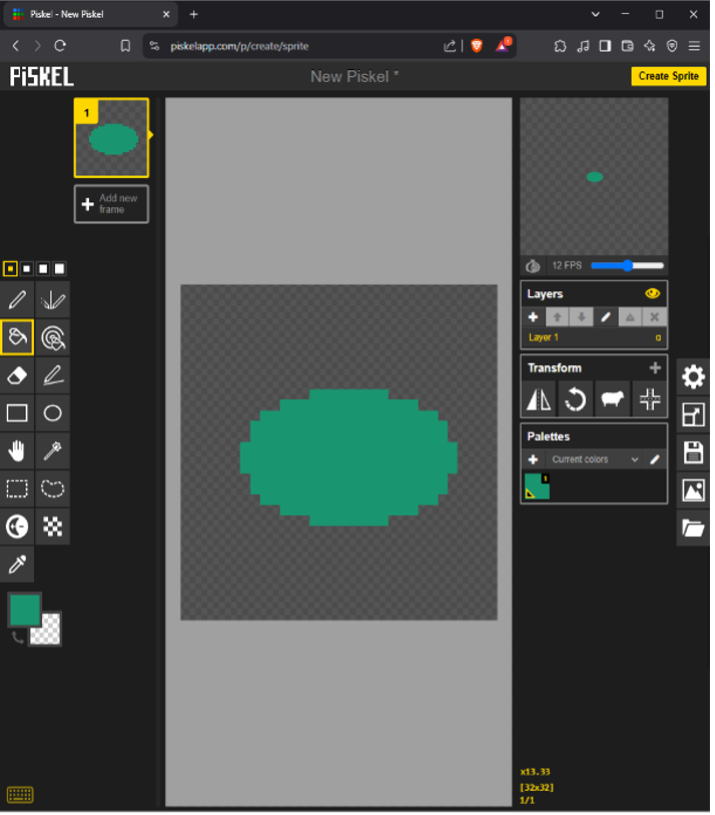 Piskel - New Piskel
piskelapp.com/p/create/sprite
PiSKEL
New Piskel *
Create Sprite
1
Add new
frame
12 FPS
Layers
Layer 1
α
Transform
Palettes
Current colors
1
x13.33
[32x32]
1/1